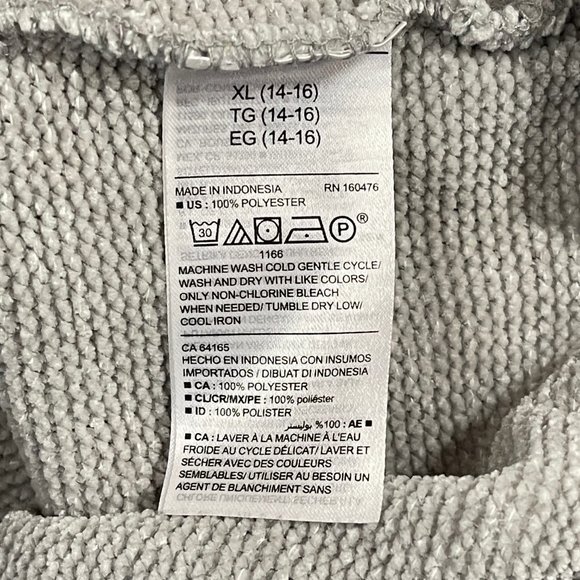 XL (14-16)
TG (14-16)
EG (14-16)
MADE IN INDONESIA RN 160476
■ US : 100% POLYESTER
30 P ®
1166
MACHINE WASH COLD GENTLE CYCLE/
WASH AND DRY WITH LIKE COLORS/
ONLY NON-CHLORINE BLEACH
WHEN NEEDED/ TUMBLE DRY LOW/
COOL IRON
CA 64165
HECHO EN INDONESIA CON INSUMOS
IMPORTADOS / DIBUAT DI INDONESIA
■ CA : 100% POLYESTER
■ CL/CR/MX/PE : 100% poliéster
■ ID : 100% POLISTER
■ AE : 100% بوليستر
■ CA : LAVER À LA MACHINE À L'EAU
FROIDE AU CYCLE DÉLICAT/ LAVER ET
SÉCHER AVEC DES COULEURS
SEMBLABLES/ UTILISER AU BESOIN UN
AGENT DE BLANCHIMENT SANS